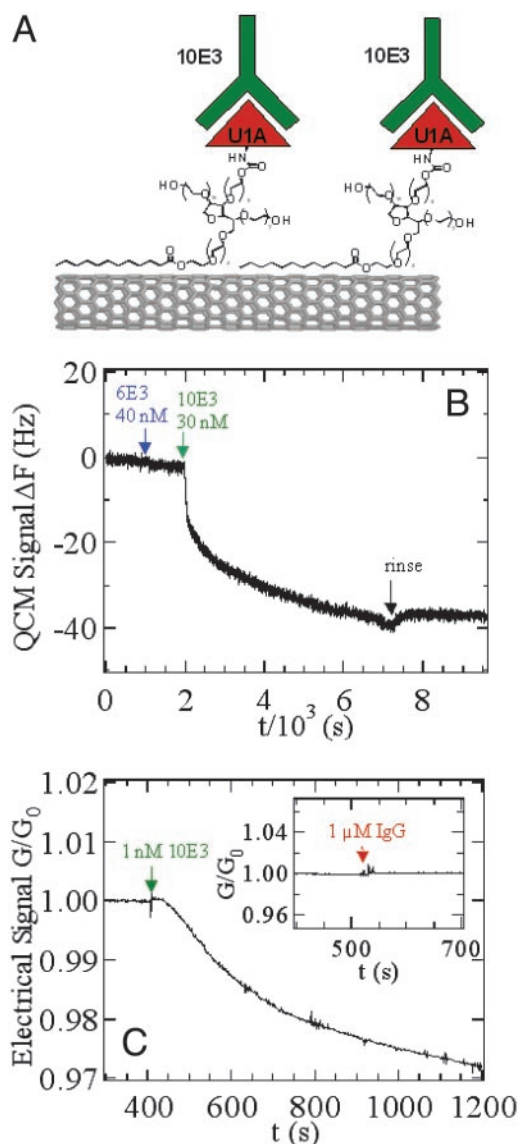 A
10E3
10E3
U1A
U1A
HN
O
O
HO
OH
O
O
HN
O
O
HO
OH
O
O
B
6E3
40 nM
10E3
30 nM
rinse
QCM Signal ΔF (Hz)
20
0
-20
-40
0 2 4 6 8
t/10³ (s)
C
1 nM 10E3
Electrical Signal G/G₀
1.02
1.01
1.00
0.99
0.98
0.97
400 600 800 1000 1200
t (s)
1 µM IgG
G/G₀
1.04
1.00
0.96
500 700
t (s)